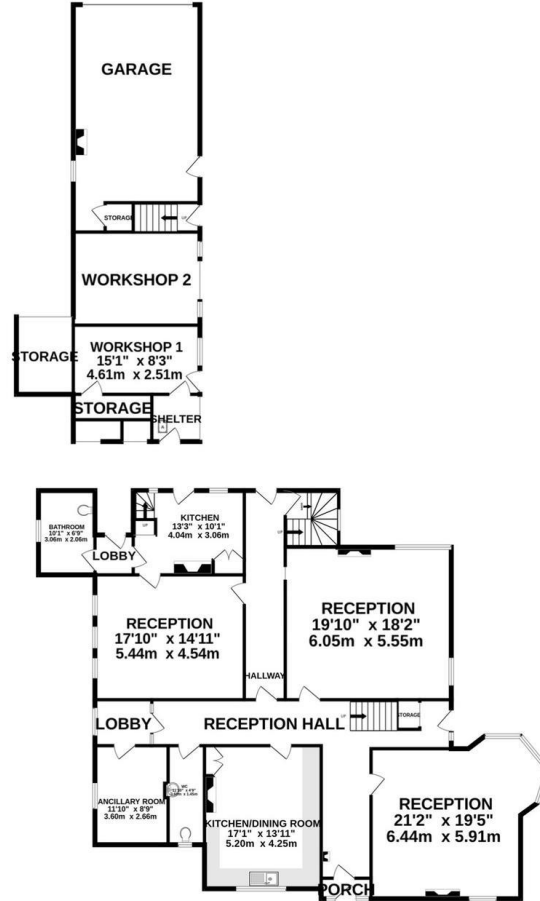 GARAGE
STORAGE
UP
WORKSHOP 2
WORKSHOP 1
15'1" x 8'3"
4.61m x 2.51m
STORAGE
STORAGE
SHELTER
KITCHEN
13'3" x 10'1"
4.04m x 3.06m
UP
UP
BATHROOM
10'1" x 6'9"
3.06m x 2.06m
LOBBY
RECEPTION
17'10" x 14'11"
5.44m x 4.54m
RECEPTION
19'10" x 18'2"
6.05m x 5.55m
HALLWAY
LOBBY
RECEPTION HALL
UP
STORAGE
ANCILLARY ROOM
11'10" x 8'9"
3.60m x 2.66m
WC
KITCHEN/DINING ROOM
17'1" x 13'11"
5.20m x 4.25m
RECEPTION
21'2" x 19'5"
6.44m x 5.91m
PORCH